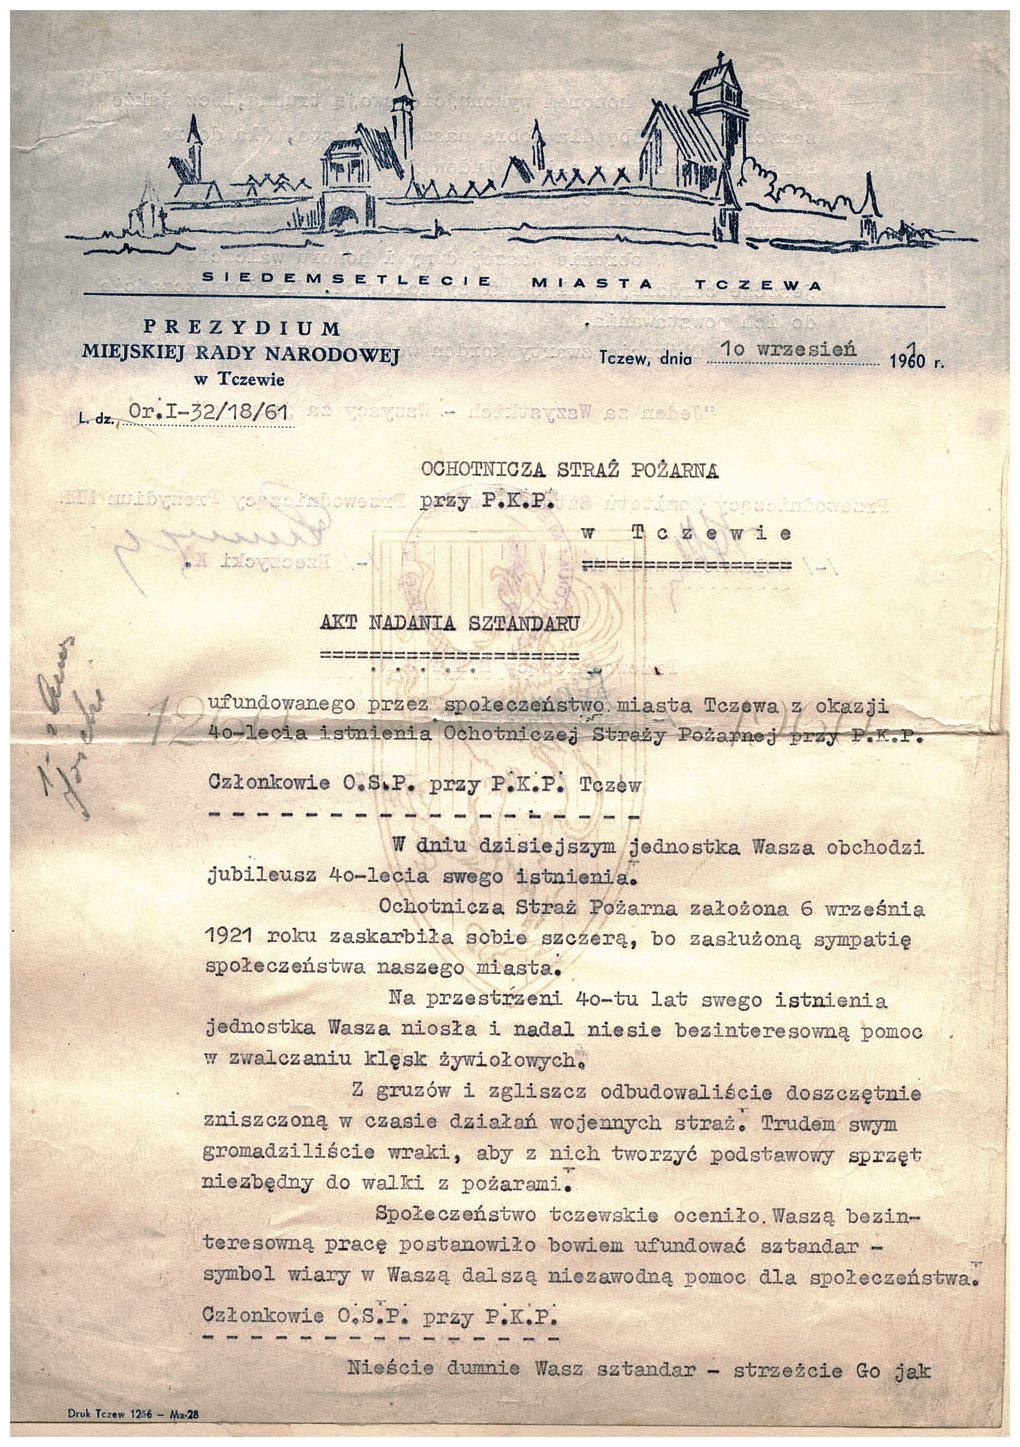 SIEDEMSETLECIE MIASTA TCZEWA
PREZYDIUM
MIEJSKIEJ RADY NARODOWEJ
w Tczewie
Tczew, dnia 1o wrzesień 1961 r.
L. dz. Or.I-32/18/61
OCHOTNICZA STRAŻ POŻARNA
przy P.K.P.
w Tczewie
================
AKT NADANIA SZTANDARU
=====================
ufundowanego przez społeczeństwo miasta Tczewa z okazji
4o-lecia istnienia Ochotniczej Straży Pożarnej przy P.K.P.
1260 1960
Członkowie O.S.P. przy P.K.P. Tczew
W dniu dzisiejszym jednostka Wasza obchodzi
jubileusz 4o-lecia swego istnienia.
Ochotnicza Straż Pożarna założona 6 września
1921 roku zaskarbiła sobie szczerą, bo zasłużoną sympatię
społeczeństwa naszego miasta.
Na przestrzeni 4o-tu lat swego istnienia
jednostka Wasza niosła i nadal niesie bezinteresowną pomoc
w zwalczaniu klęsk żywiołowych.
Z gruzów i zgliszcz odbudowaliście doszczętnie
zniszczoną w czasie działań wojennych straż. Trudem swym
gromadziliście wraki, aby z nich tworzyć podstawowy sprzęt
niezbędny do walki z pożarami.
Społeczeństwo tczewskie oceniło Waszą bezin-
teresowną pracę postanowiło bowiem ufundować sztandar -
symbol wiary w Waszą dalszą niezawodną pomoc dla społeczeństwa.
Członkowie O.S.P. przy P.K.P.
Nieście dumnie Wasz sztandar - strzeżcie Go jak
Druk Tczew 1256 - Mz-28